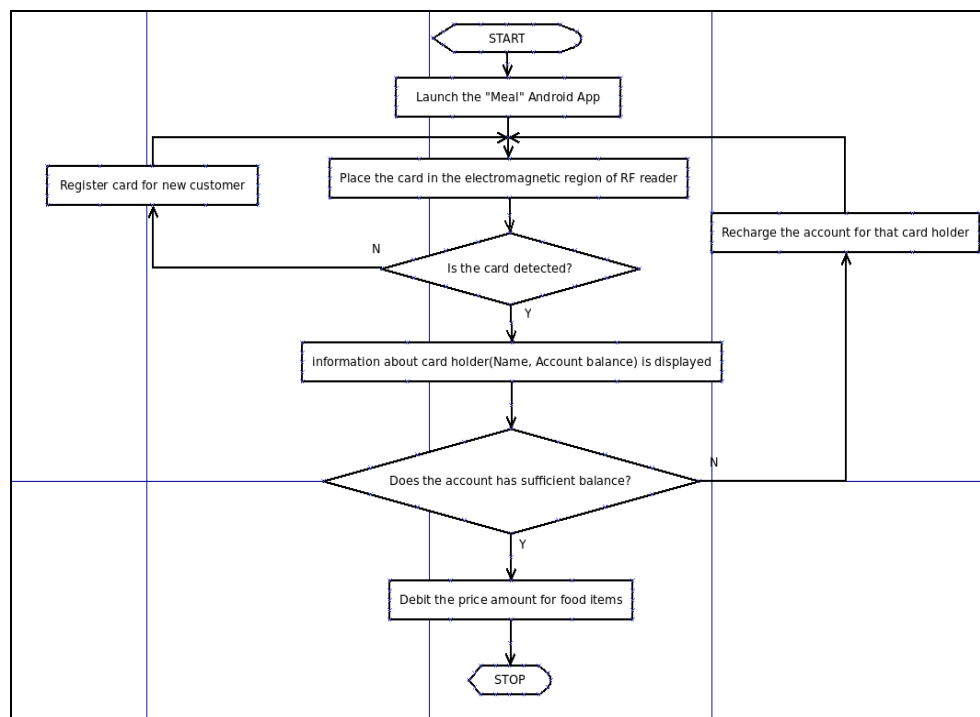 START
Launch the "Meal" Android App
Register card for new customer
Place the card in the electromagnetic region of RF reader
Recharge the account for that card holder
N
Is the card detected?
Y
information about card holder(Name, Account balance) is displayed
N
Does the account has sufficient balance?
Y
Debit the price amount for food items
STOP